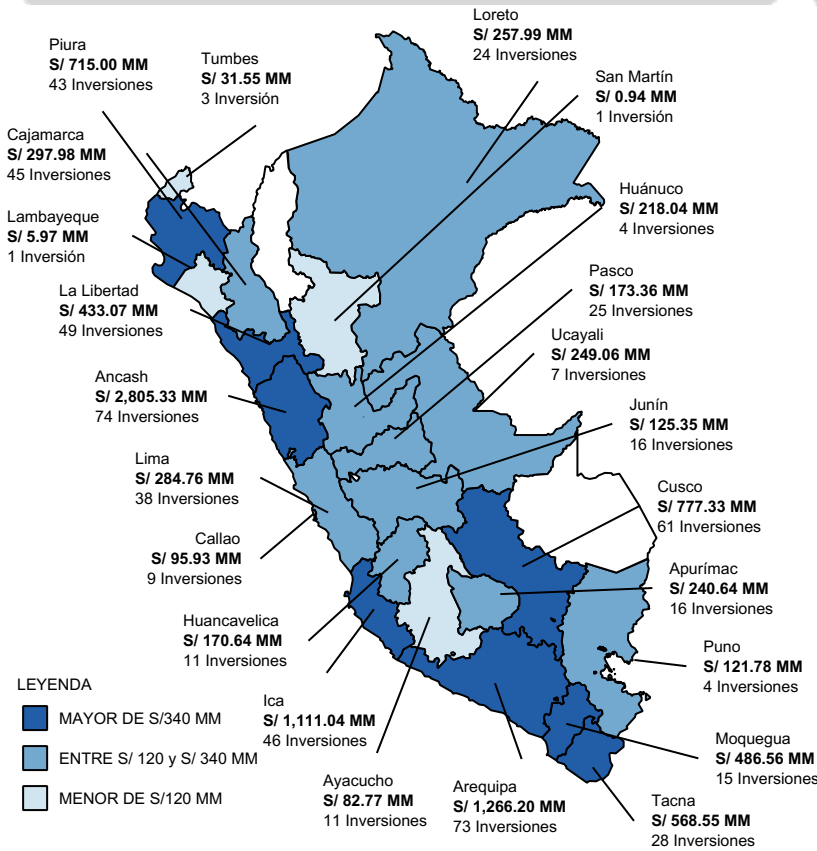 Loreto
S/ 257.99 MM
24 Inversiones
Piura
S/ 715.00 MM
43 Inversiones
Tumbes
S/ 31.55 MM
3 Inversión
San Martín
S/ 0.94 MM
1 Inversión
Cajamarca
S/ 297.98 MM
45 Inversiones
Huánuco
S/ 218.04 MM
4 Inversiones
Lambayeque
S/ 5.97 MM
1 Inversión
Pasco
S/ 173.36 MM
25 Inversiones
La Libertad
S/ 433.07 MM
49 Inversiones
Ucayali
S/ 249.06 MM
7 Inversiones
Ancash
S/ 2,805.33 MM
74 Inversiones
Junín
S/ 125.35 MM
16 Inversiones
Lima
S/ 284.76 MM
38 Inversiones
Cusco
S/ 777.33 MM
61 Inversiones
Callao
S/ 95.93 MM
9 Inversiones
Apurímac
S/ 240.64 MM
16 Inversiones
Huancavelica
S/ 170.64 MM
11 Inversiones
Puno
S/ 121.78 MM
4 Inversiones
LEYENDA
MAYOR DE S/340 MM
ENTRE S/ 120 y S/ 340 MM
MENOR DE S/120 MM
Ica
S/ 1,111.04 MM
46 Inversiones
Moquegua
S/ 486.56 MM
15 Inversiones
Ayacucho
S/ 82.77 MM
11 Inversiones
Arequipa
S/ 1,266.20 MM
73 Inversiones
Tacna
S/ 568.55 MM
28 Inversiones